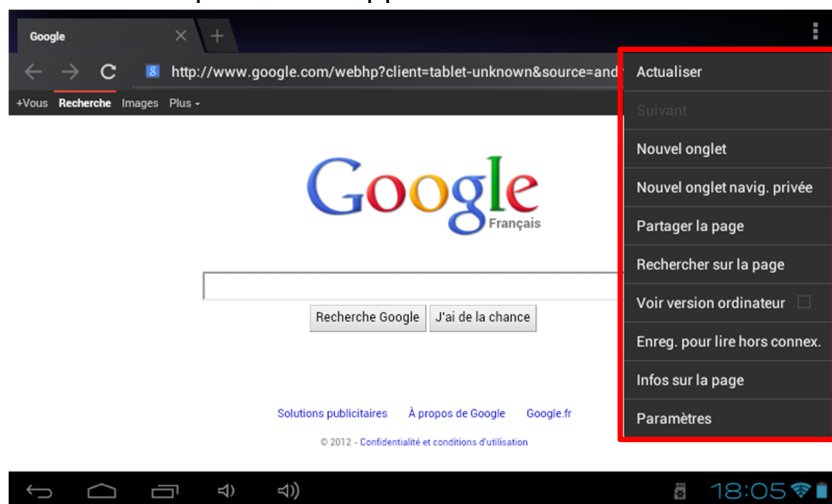 Google
http://www.google.com/webhp?client=tablet-unknown&source=and
+Vous Recherche Images Plus
Actualiser
Suivant
Nouvel onglet
Nouvel onglet navig. privée
Partager la page
Rechercher sur la page
Voir version ordinateur
Enreg. pour lire hors connex.
Infos sur la page
Paramètres
Google
Français
Recherche Google J'ai de la chance
Solutions publicitaires À propos de Google Google.fr
© 2012 - Confidentialité et conditions d'utilisation
18:05